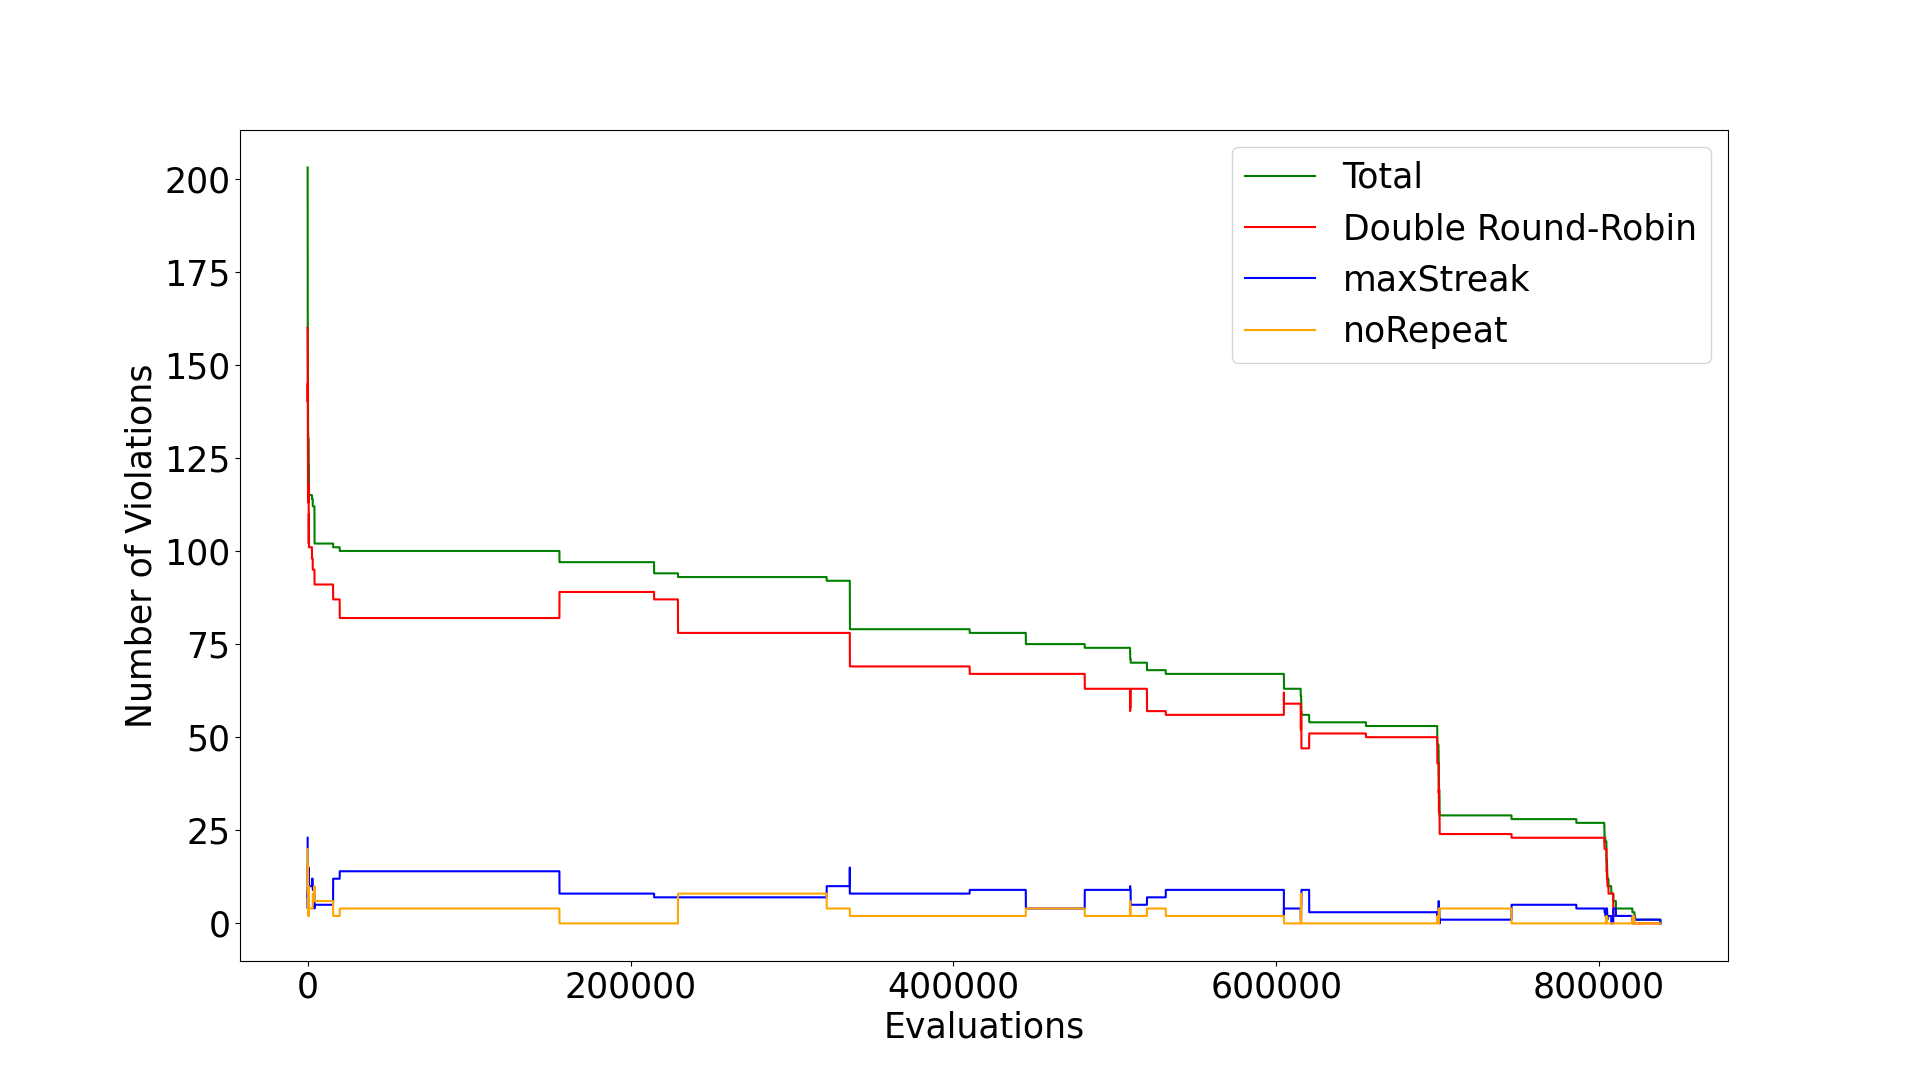 200
175
150
125
100
75
50
25
0
Number of Violations
Total
Double Round-Robin
maxStreak
noRepeat
0 200000 400000 600000 800000
Evaluations